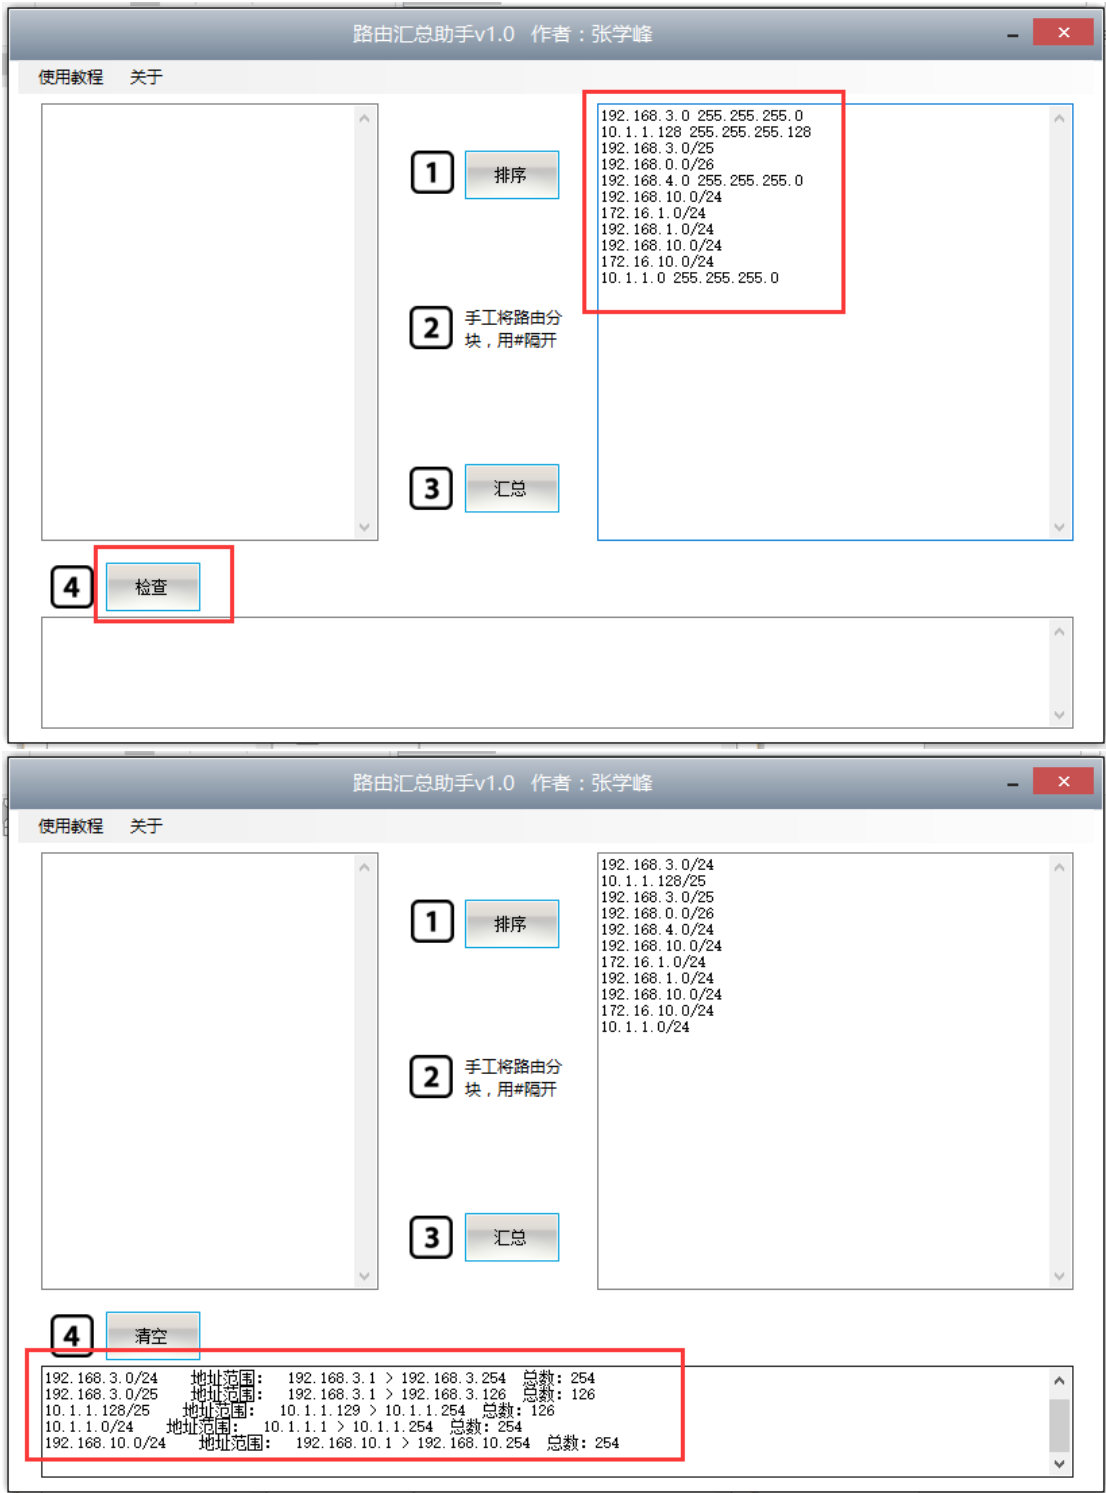 路由汇总助手v1.0 作者：张学峰
使用教程 关于
192.168.3.0 255.255.255.0
10.1.1.128 255.255.255.128
192.168.3.0/25
192.168.0.0/26
192.168.4.0 255.255.255.0
192.168.10.0/24
172.16.1.0/24
192.168.1.0/24
192.168.10.0/24
172.16.10.0/24
10.1.1.0 255.255.255.0
1 排序
2 手工将路由分
块，用#隔开
3 汇总
4 检查
路由汇总助手v1.0 作者：张学峰
使用教程 关于
192.168.3.0/24
10.1.1.128/25
192.168.3.0/25
192.168.0.0/26
192.168.4.0/24
192.168.10.0/24
172.16.1.0/24
192.168.1.0/24
192.168.10.0/24
172.16.10.0/24
10.1.1.0/24
1 排序
2 手工将路由分
块，用#隔开
3 汇总
4 清空
192.168.3.0/24 地址范围： 192.168.3.1 > 192.168.3.254 总数：254
192.168.3.0/25 地址范围： 192.168.3.1 > 192.168.3.126 总数：126
10.1.1.128/25 地址范围： 10.1.1.129 > 10.1.1.254 总数：126
10.1.1.0/24 地址范围： 10.1.1.1 > 10.1.1.254 总数：254
192.168.10.0/24 地址范围： 192.168.10.1 > 192.168.10.254 总数：254